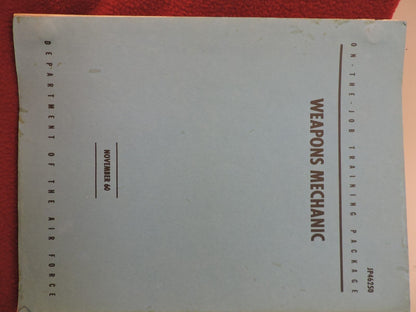 JP46250
ON-THE-JOB TRAINING PACKAGE
WEAPONS MECHANIC
NOVEMBER 60
DEPARTMENT OF THE AIR FORCE